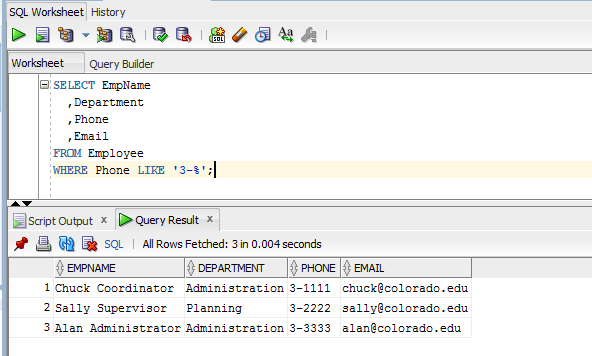 SQL Worksheet History
Worksheet Query Builder
SELECT EmpName
,Department
,Phone
,Email
FROM Employee
WHERE Phone LIKE '3-%';
Script Output x Query Result x
SQL | All Rows Fetched: 3 in 0.004 seconds
EMPNAME DEPARTMENT PHONE EMAIL
1 Chuck Coordinator Administration 3-1111 chuck@colorado.edu
2 Sally Supervisor Planning 3-2222 sally@colorado.edu
3 Alan Administrator Administration 3-3333 alan@colorado.edu